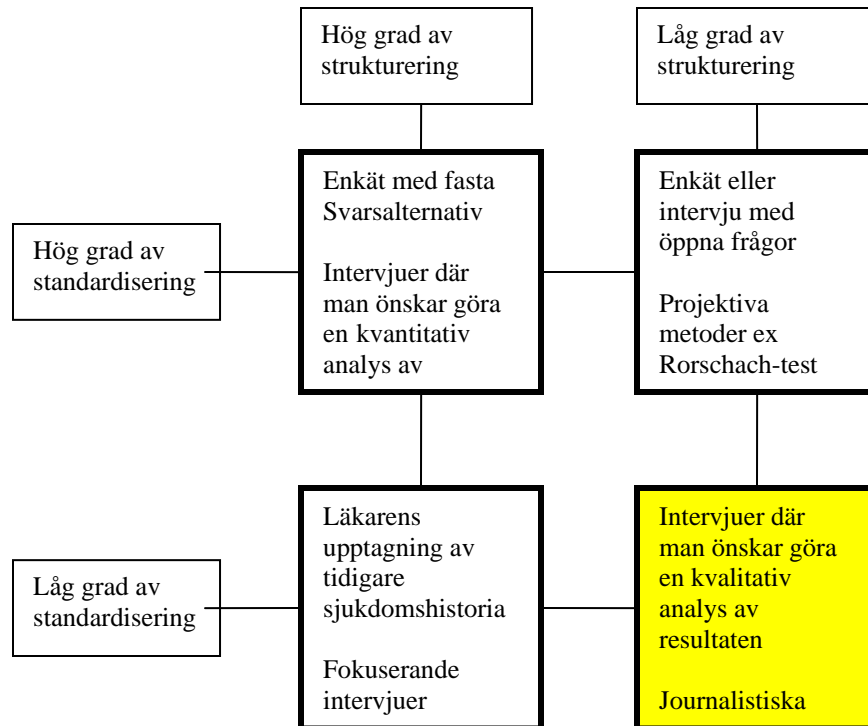 Hög grad av
strukturering
Låg grad av
strukturering
Hög grad av
standardisering
Enkät med fasta
Svarsalternativ
Intervjuer där
man önskar göra
en kvantitativ
analys av
Enkät eller
intervju med
öppna frågor
Projektiva
metoder ex
Rorschach-test
Låg grad av
standardisering
Läkarens
upptagning av
tidigare
sjukdomshistoria
Fokuserande
intervjuer
Intervjuer där
man önskar göra
en kvalitativ
analys av
resultaten
Journalistiska